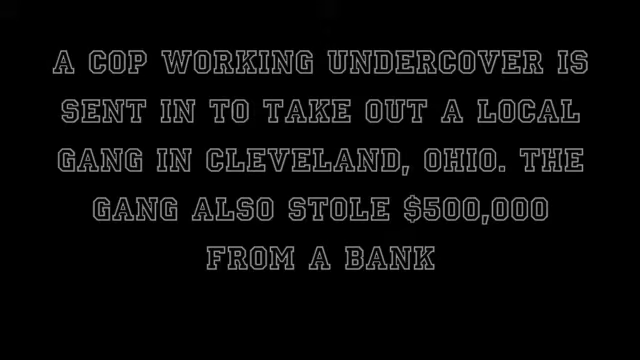 A COP WORKING UNDERCOVER IS
SENT IN TO TAKE OUT A LOCAL
GANG IN CLEVELAND, OHIO. THE
GANG ALSO STOLE $500,000
FROM A BANK